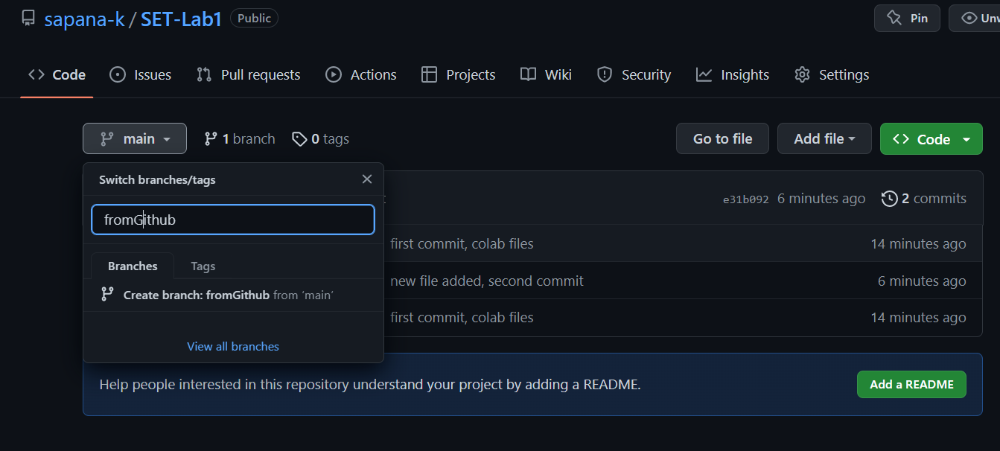 sapana-k / SET-Lab1 Public Pin
Code Issues Pull requests Actions Projects Wiki Security Insights Settings
main 1 branch 0 tags Go to file Add file Code
Switch branches/tags
e31b092 6 minutes ago 2 commits
fromGithub
first commit, colab files 14 minutes ago
Branches Tags
new file added, second commit 6 minutes ago
Create branch: fromGithub from ‘main’
first commit, colab files 14 minutes ago
View all branches
Help people interested in this repository understand your project by adding a README. Add a README